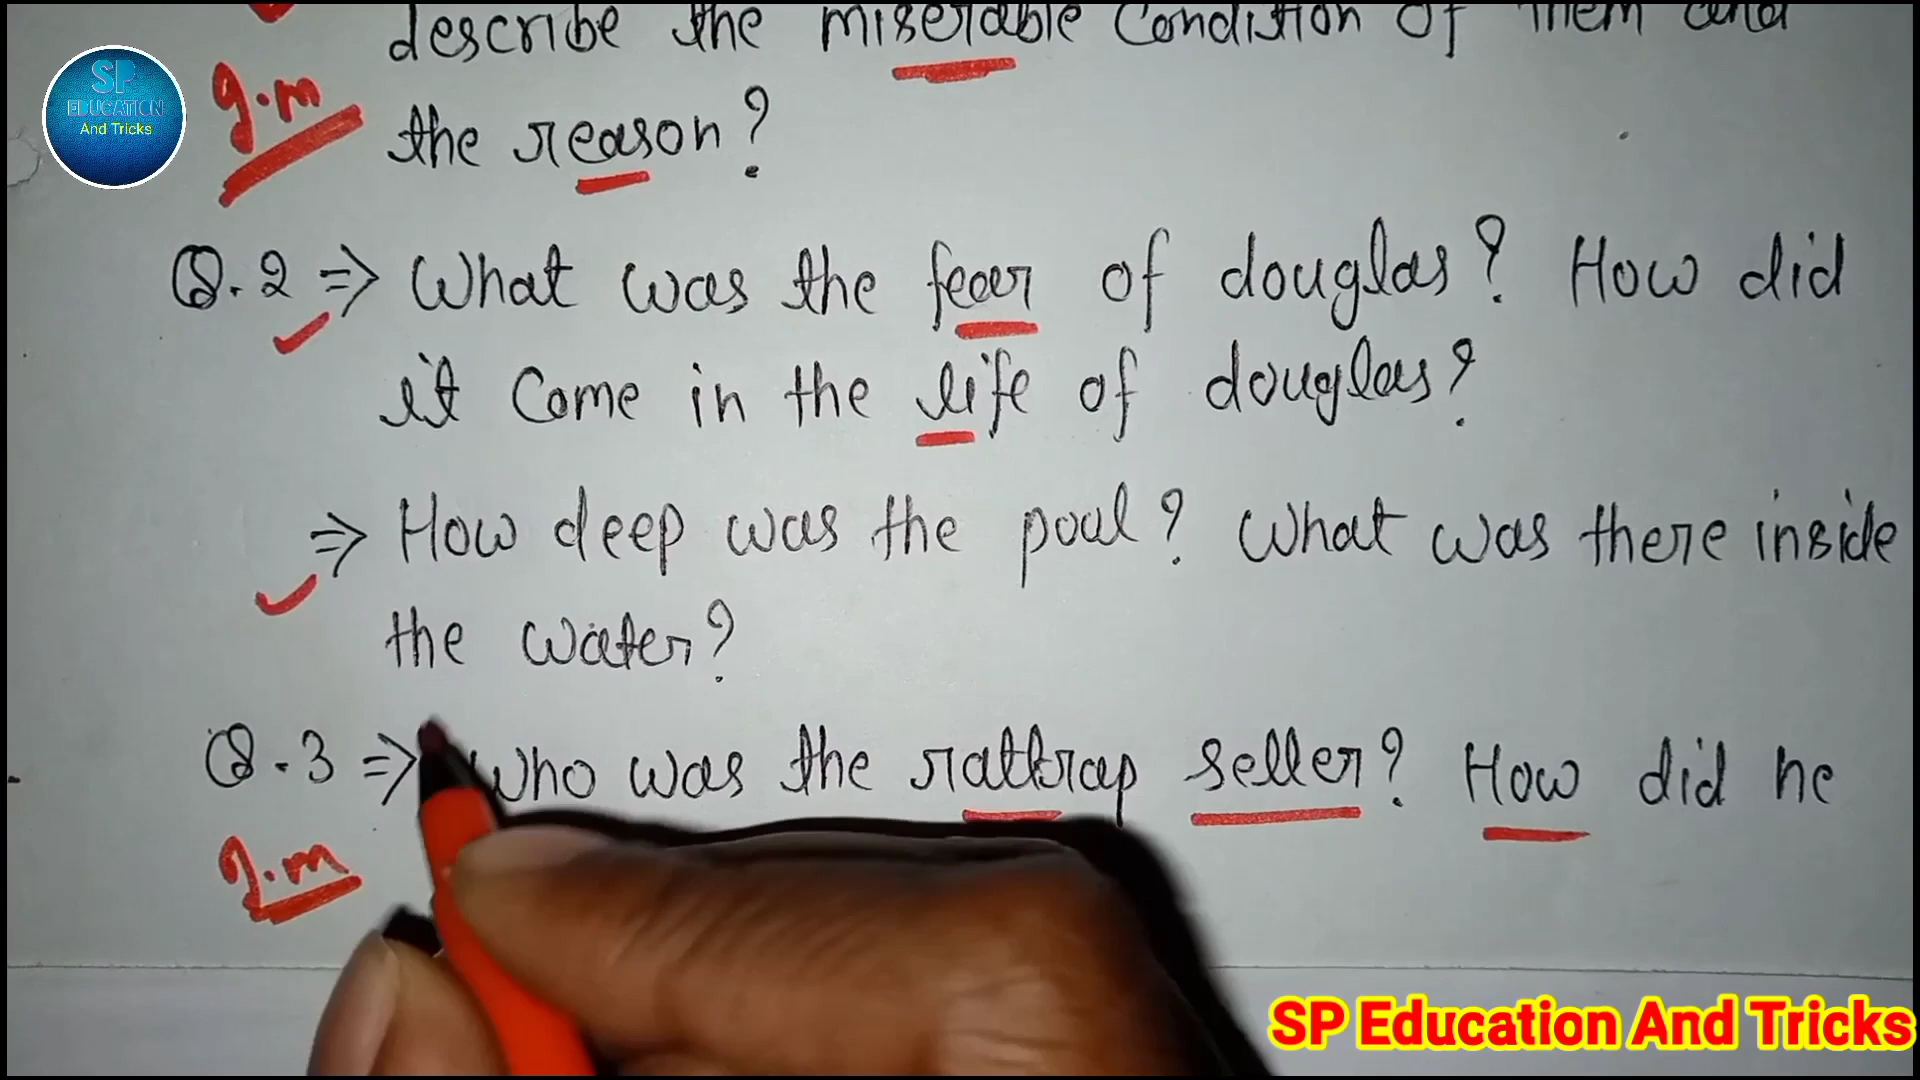 describe the miserable Condition of them and
SP
EDUCATION
And Tricks
g.m
the reason?
Q.2 => What was the fear of douglas? How did
it Come in the life of douglas?
=> How deep was the pool? What was there inside
the water?
Q.3 => Who was the rattrap seller? How did he
g.m
SP Education And Tricks